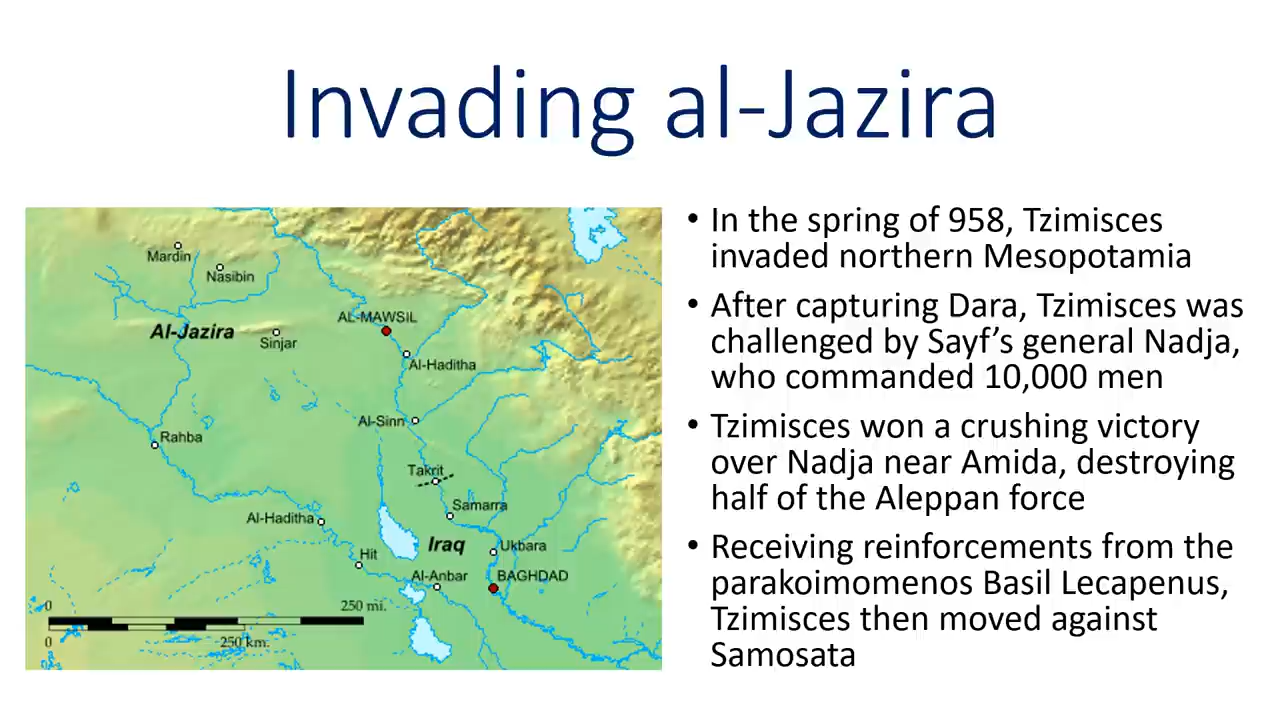 Invading al-Jazira
Mardin
Nasibin
Al-Jazira
Sinjar
AL-MAWSIL
Al-Haditha
Al-Sinn
Rahba
Takrit
Samarra
Al-Haditha
Iraq
Ukbara
Hit
Al-Anbar
BAGHDAD
0
250 mi.
0
250 km.
• In the spring of 958, Tzimisces
invaded northern Mesopotamia
• After capturing Dara, Tzimisces was
challenged by Sayf’s general Nadja,
who commanded 10,000 men
• Tzimisces won a crushing victory
over Nadja near Amida, destroying
half of the Aleppan force
• Receiving reinforcements from the
parakoimomenos Basil Lecapenus,
Tzimisces then moved against
Samosata